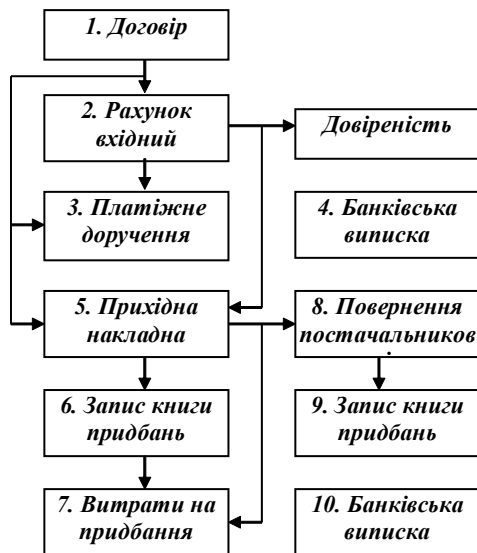 1. Договір
2. Рахунок
вхідний
Довіреність
3. Платіжне
доручення
4. Банківська
виписка
5. Прихідна
накладна
8. Повернення
постачальников
6. Запис книги
придбань
9. Запис книги
придбань
7. Витрати на
придбання
10. Банківська
виписка